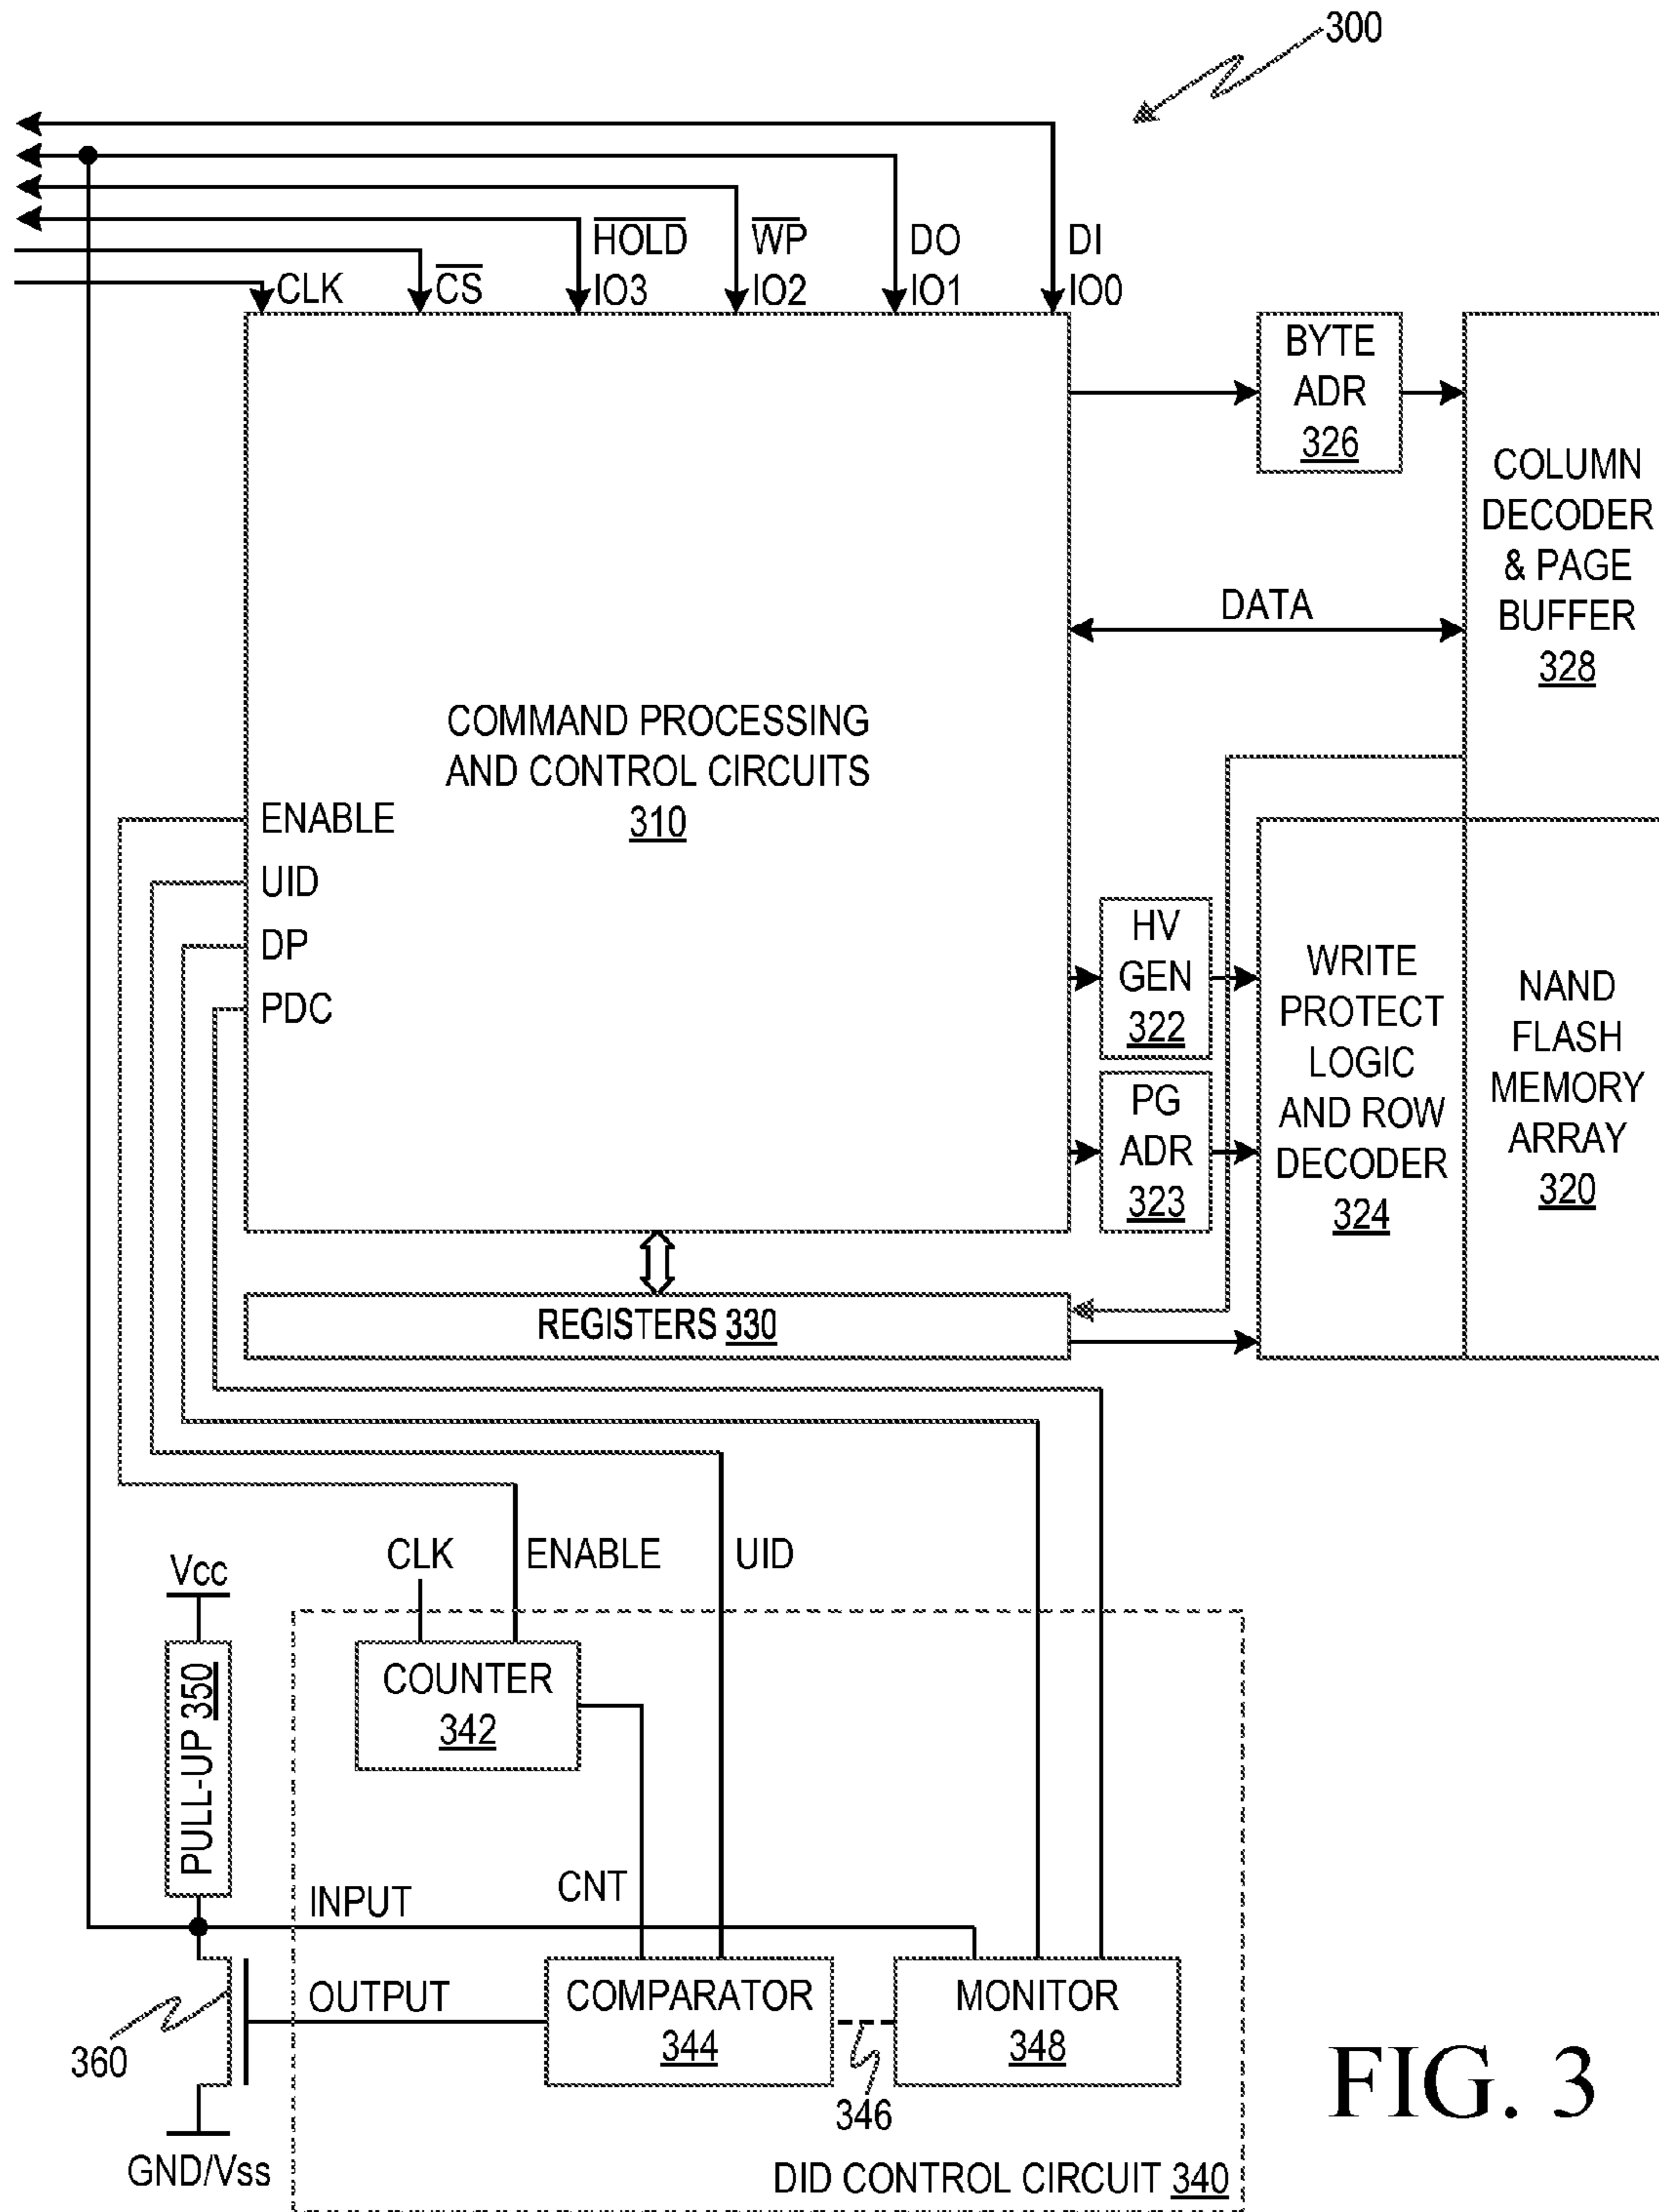 300
HOLD
WP
DO
DI
CLK
CS
IO3
IO2
IO1
IO0
BYTE
ADR
326
COLUMN
DECODER
& PAGE
BUFFER
328
DATA
COMMAND PROCESSING
AND CONTROL CIRCUITS
310
ENABLE
UID
DP
PDC
HV
GEN
322
PG
ADR
323
WRITE
PROTECT
LOGIC
AND ROW
DECODER
324
NAND
FLASH
MEMORY
ARRAY
320
REGISTERS 330
CLK
ENABLE
UID
Vcc
PULL-UP 350
COUNTER
342
CNT
INPUT
OUTPUT
COMPARATOR
344
MONITOR
348
346
360
GND/Vss
DID CONTROL CIRCUIT 340
FIG. 3